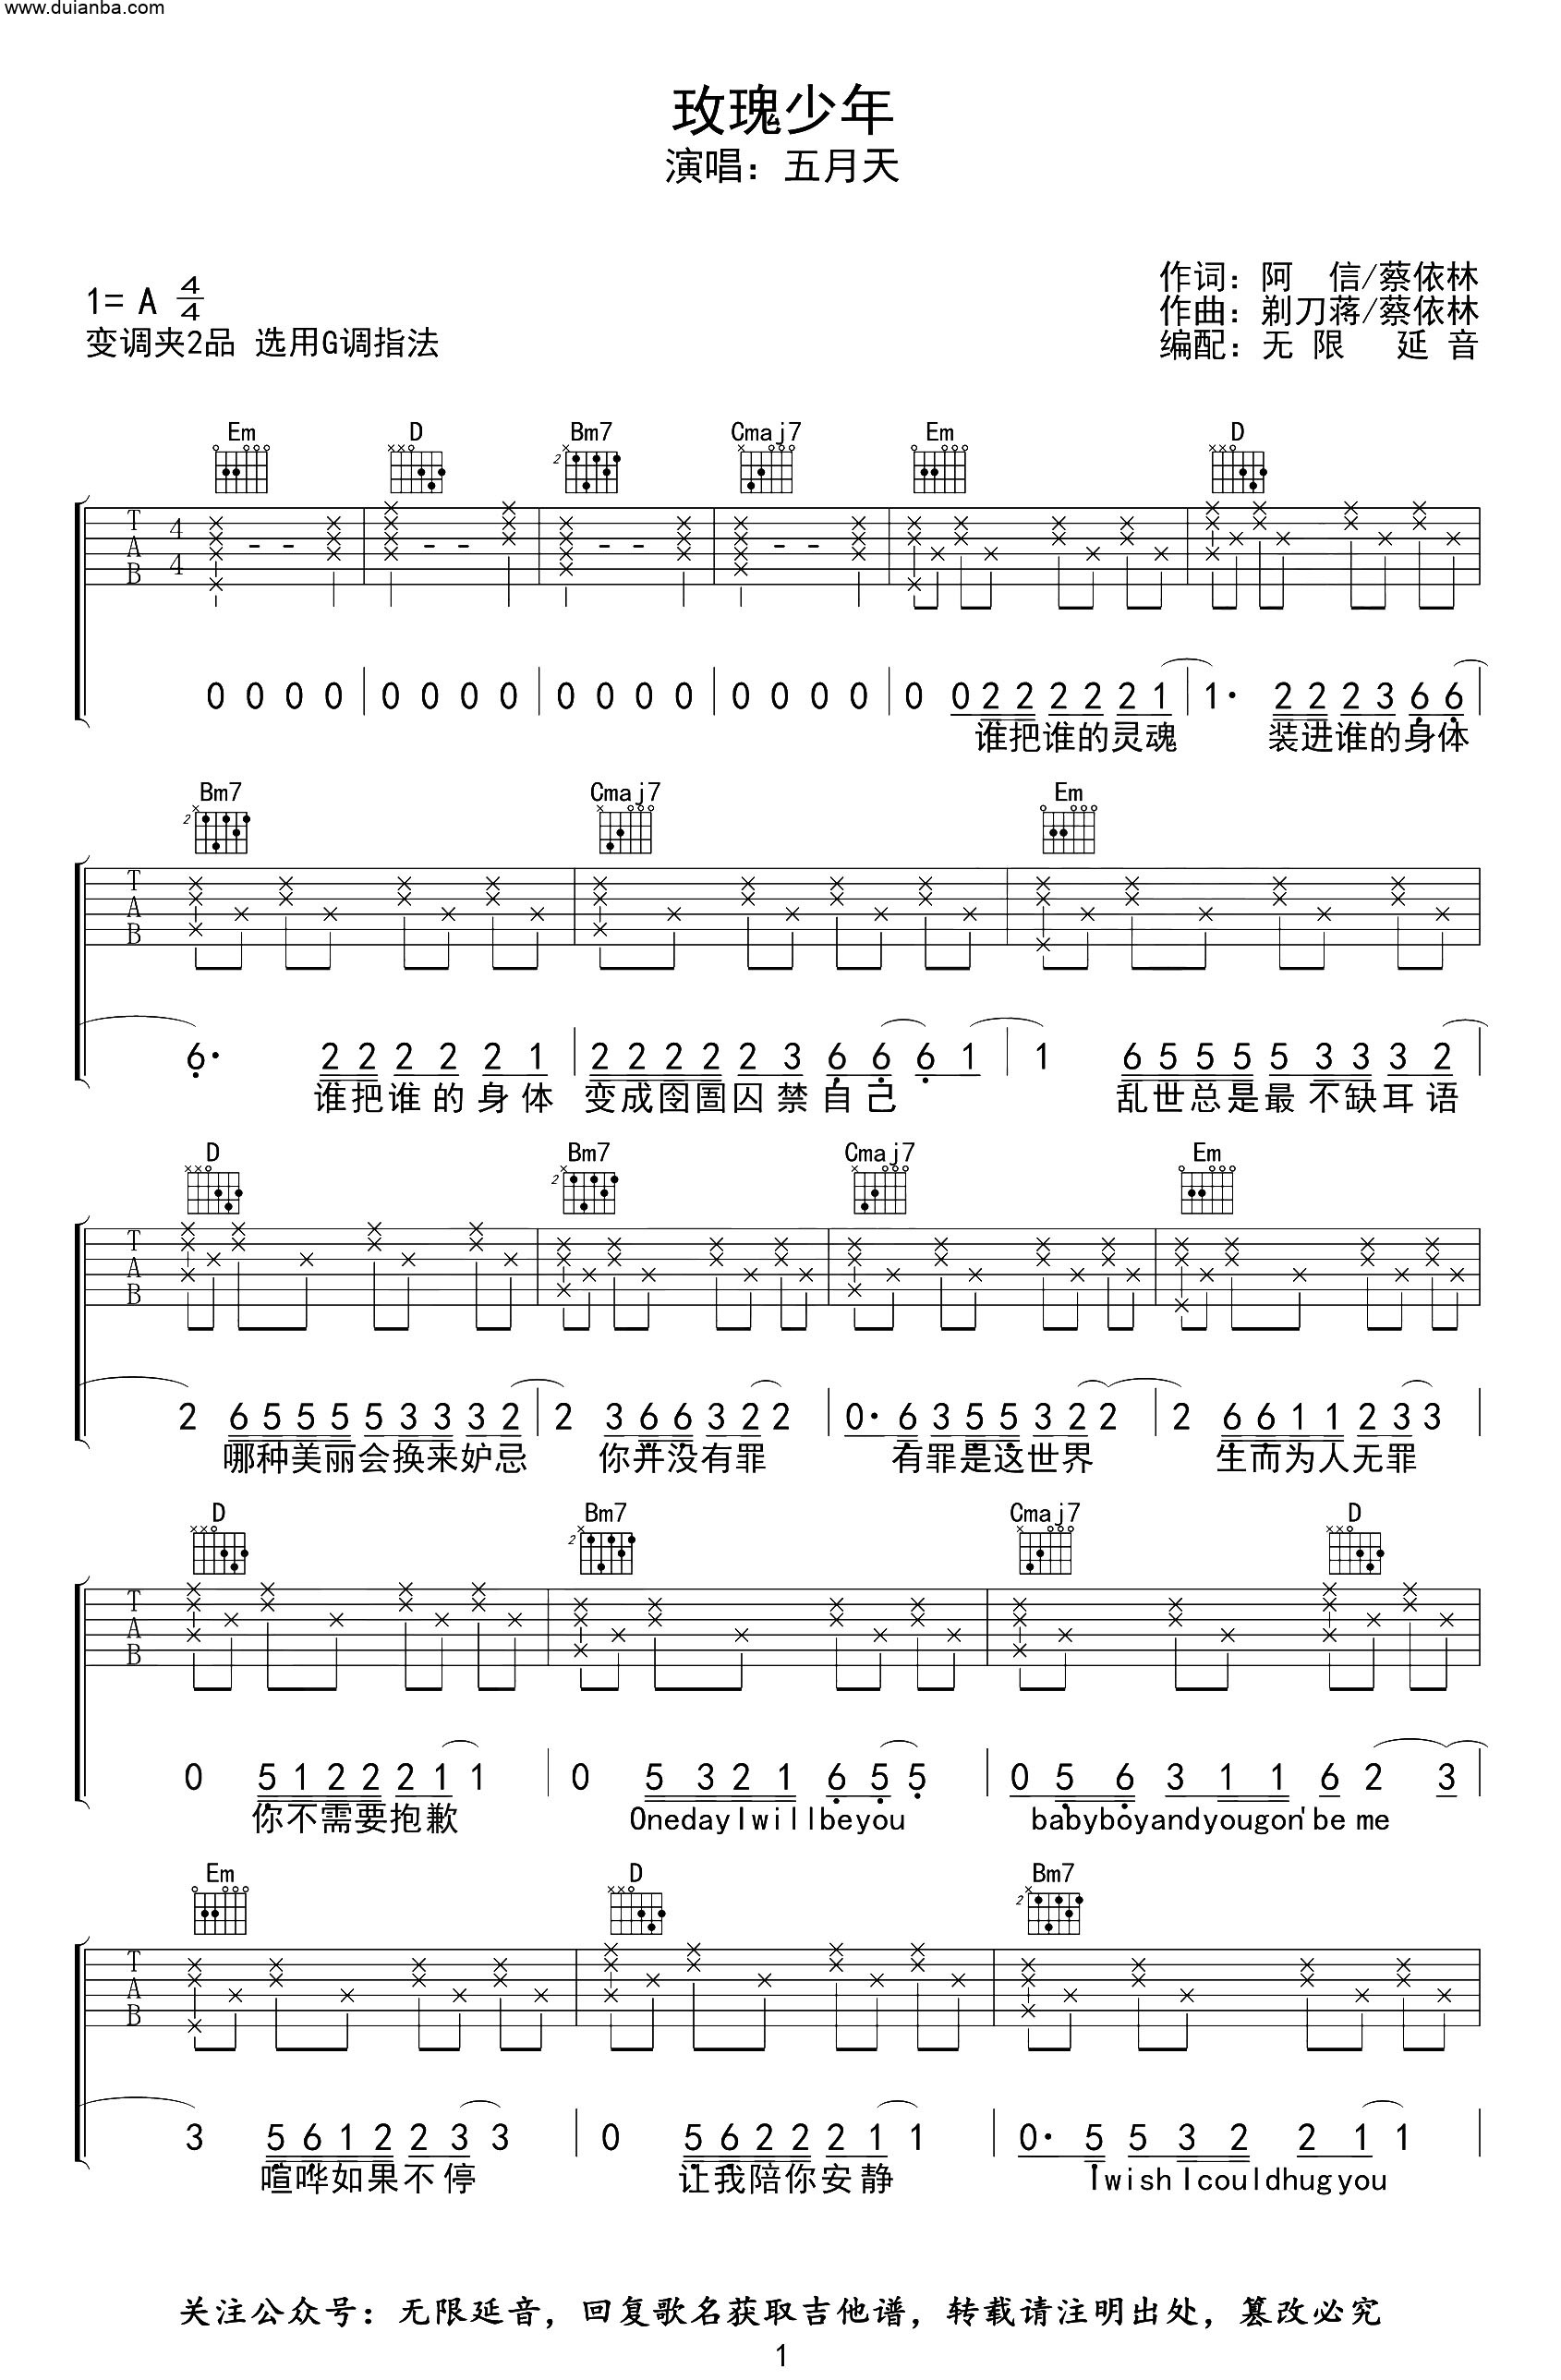 www.duianba.com
玫瑰少年
演唱：五月天
1= A 4/4
变调夹2品 选用G调指法
作词：阿 信/蔡依林
作曲：剃刀蒋/蔡依林
编配：无 限 延 音
Em D Bm7 Cmaj7 Em D
2
T A B 4 4
0 0 0 0 0 0 0 0 0 0 0 0 0 0 0 0 0 0 2 2 2 2 2 1 1· 2 2 2 3 6 6
谁把谁的灵魂 装进谁的身体
Bm7 Cmaj7 Em
2
T A B
6· 2 2 2 2 2 1 2 2 2 2 2 3 6 6 6 1 1 6 5 5 5 5 3 3 3 2
谁把谁的身体 变成囹圄囚禁自己 乱世总是最不缺耳语
D Bm7 Cmaj7 Em
2
T A B
2 6 5 5 5 5 3 3 3 2 2 3 6 6 3 2 2 0· 6 3 5 5 3 2 2 2 6 6 1 1 2 3 3
哪种美丽会换来妒忌 你并没有罪 有罪是这世界 生而为人无罪
D Bm7 Cmaj7 D
2
T A B
0 5 1 2 2 2 1 1 0 5 3 2 1 6 5 5 0 5 6 3 1 1 6 2 3
你不需要抱歉 OnedayIwillbeyou babyboyandyougon'be me
Em D Bm7
2
T A B
3 5 6 1 2 2 3 3 0 5 6 2 2 2 1 1 0· 5 5 3 2 2 1 1
喧哗如果不停 让我陪你安静 IwishIcouldhugyou
关注公众号：无限延音，回复歌名获取吉他谱，转载请注明出处，篡改必究
1